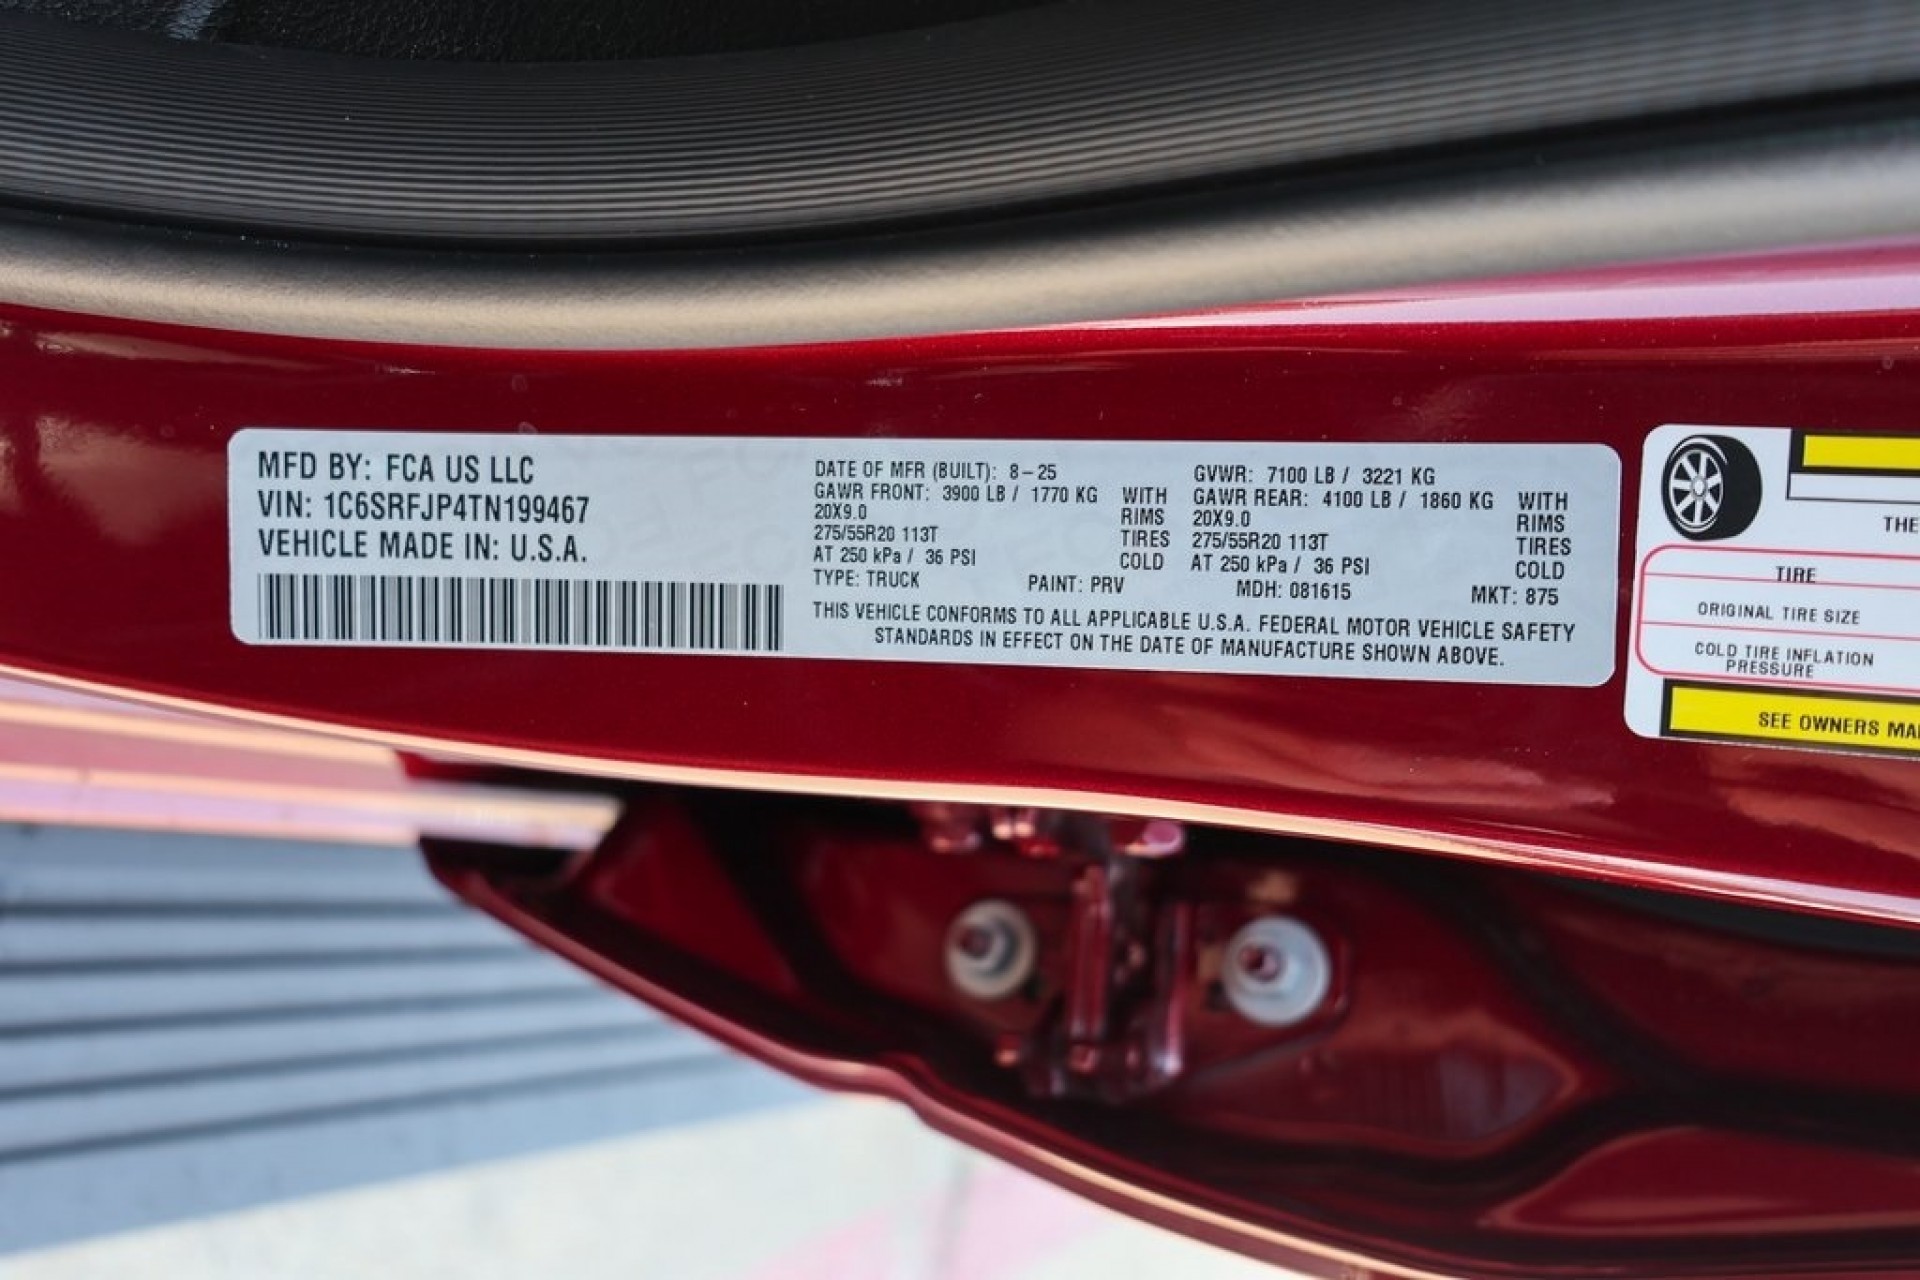 MFD BY: FCA US LLC
VIN: 1C6SRFJP4TN199467
VEHICLE MADE IN: U.S.A.
DATE OF MFR (BUILT): 8-25
GAWR FRONT: 3900 LB / 1770 KG WITH
20X9.0 RIMS
275/55R20 113T TIRES
AT 250 kPa / 36 PSI COLD
GVWR: 7100 LB / 3221 KG
GAWR REAR: 4100 LB / 1860 KG WITH
20X9.0 RIMS
275/55R20 113T TIRES
AT 250 kPa / 36 PSI COLD
TYPE: TRUCK PAINT: PRV MDH: 081615 MKT: 875
THIS VEHICLE CONFORMS TO ALL APPLICABLE U.S.A. FEDERAL MOTOR VEHICLE SAFETY
STANDARDS IN EFFECT ON THE DATE OF MANUFACTURE SHOWN ABOVE.
THE
TIRE
ORIGINAL TIRE SIZE
COLD TIRE INFLATION
PRESSURE
SEE OWNERS MA